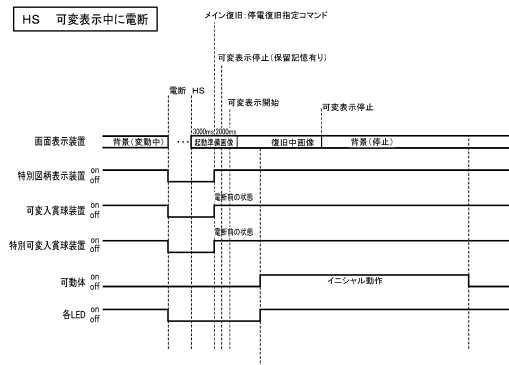 HS　可変表示中に電断
メイン復旧：停電復旧指定コマンド
可変表示停止（保留記憶有り）
電断 HS
可変表示開始
可変表示停止
3000ms 2000ms
画面表示装置 背景（変動中） ・・・ 起動準備画像 復旧中画像 背景（停止）
特別図柄表示装置 on
off
電断前の状態
可変入賞球装置 on
off
電断前の状態
特別可変入賞球装置 on
off
可動体 on
off
イニシャル動作
各LED on
off